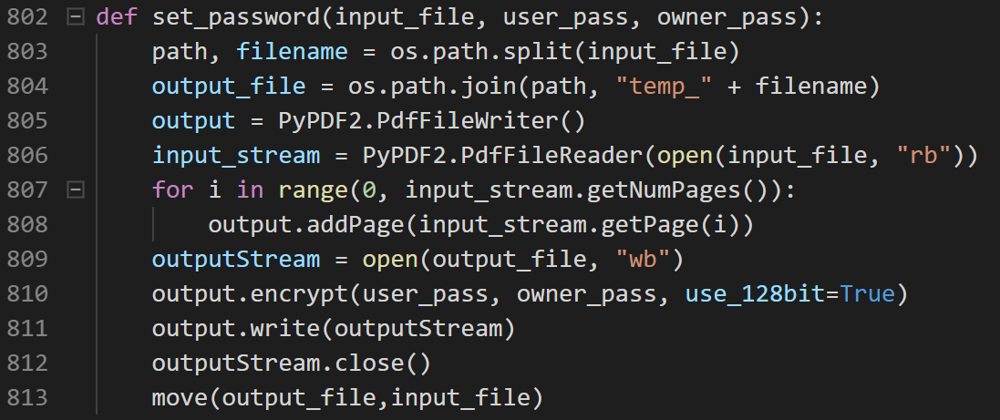 802 def set_password(input_file, user_pass, owner_pass):
803     path, filename = os.path.split(input_file)
804     output_file = os.path.join(path, "temp_" + filename)
805     output = PyPDF2.PdfFileWriter()
806     input_stream = PyPDF2.PdfFileReader(open(input_file, "rb"))
807     for i in range(0, input_stream.getNumPages()):
808         output.addPage(input_stream.getPage(i))
809     outputStream = open(output_file, "wb")
810     output.encrypt(user_pass, owner_pass, use_128bit=True)
811     output.write(outputStream)
812     outputStream.close()
813     move(output_file,input_file)